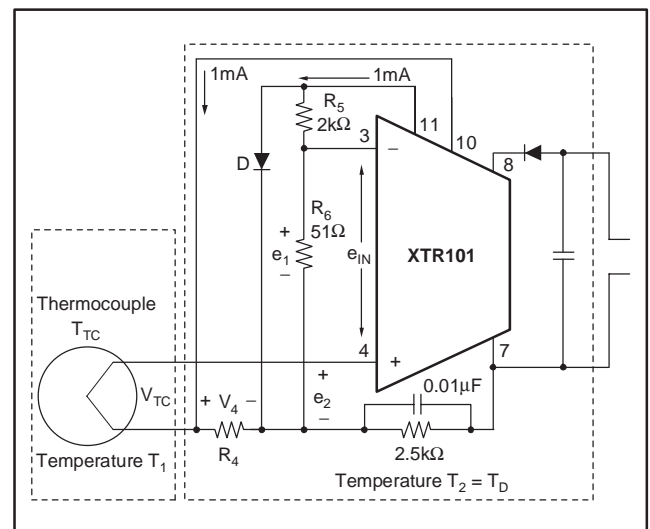 1mA
1mA
R5
2kΩ
11
10
3
−
8
D
R6
51Ω
+
e1
−
eIN
XTR101
Thermocouple
TTC
4
+
7
VTC
+
e2
−
0.01µF
+ V4 −
R4
2.5kΩ
Temperature T1
Temperature T2 = TD